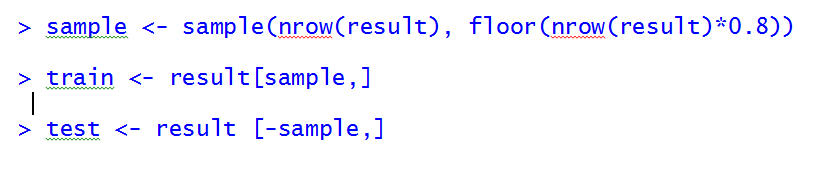 > sample <- sample(nrow(result), floor(nrow(result)*0.8))
> train <- result[sample,]
> test <- result [-sample,]